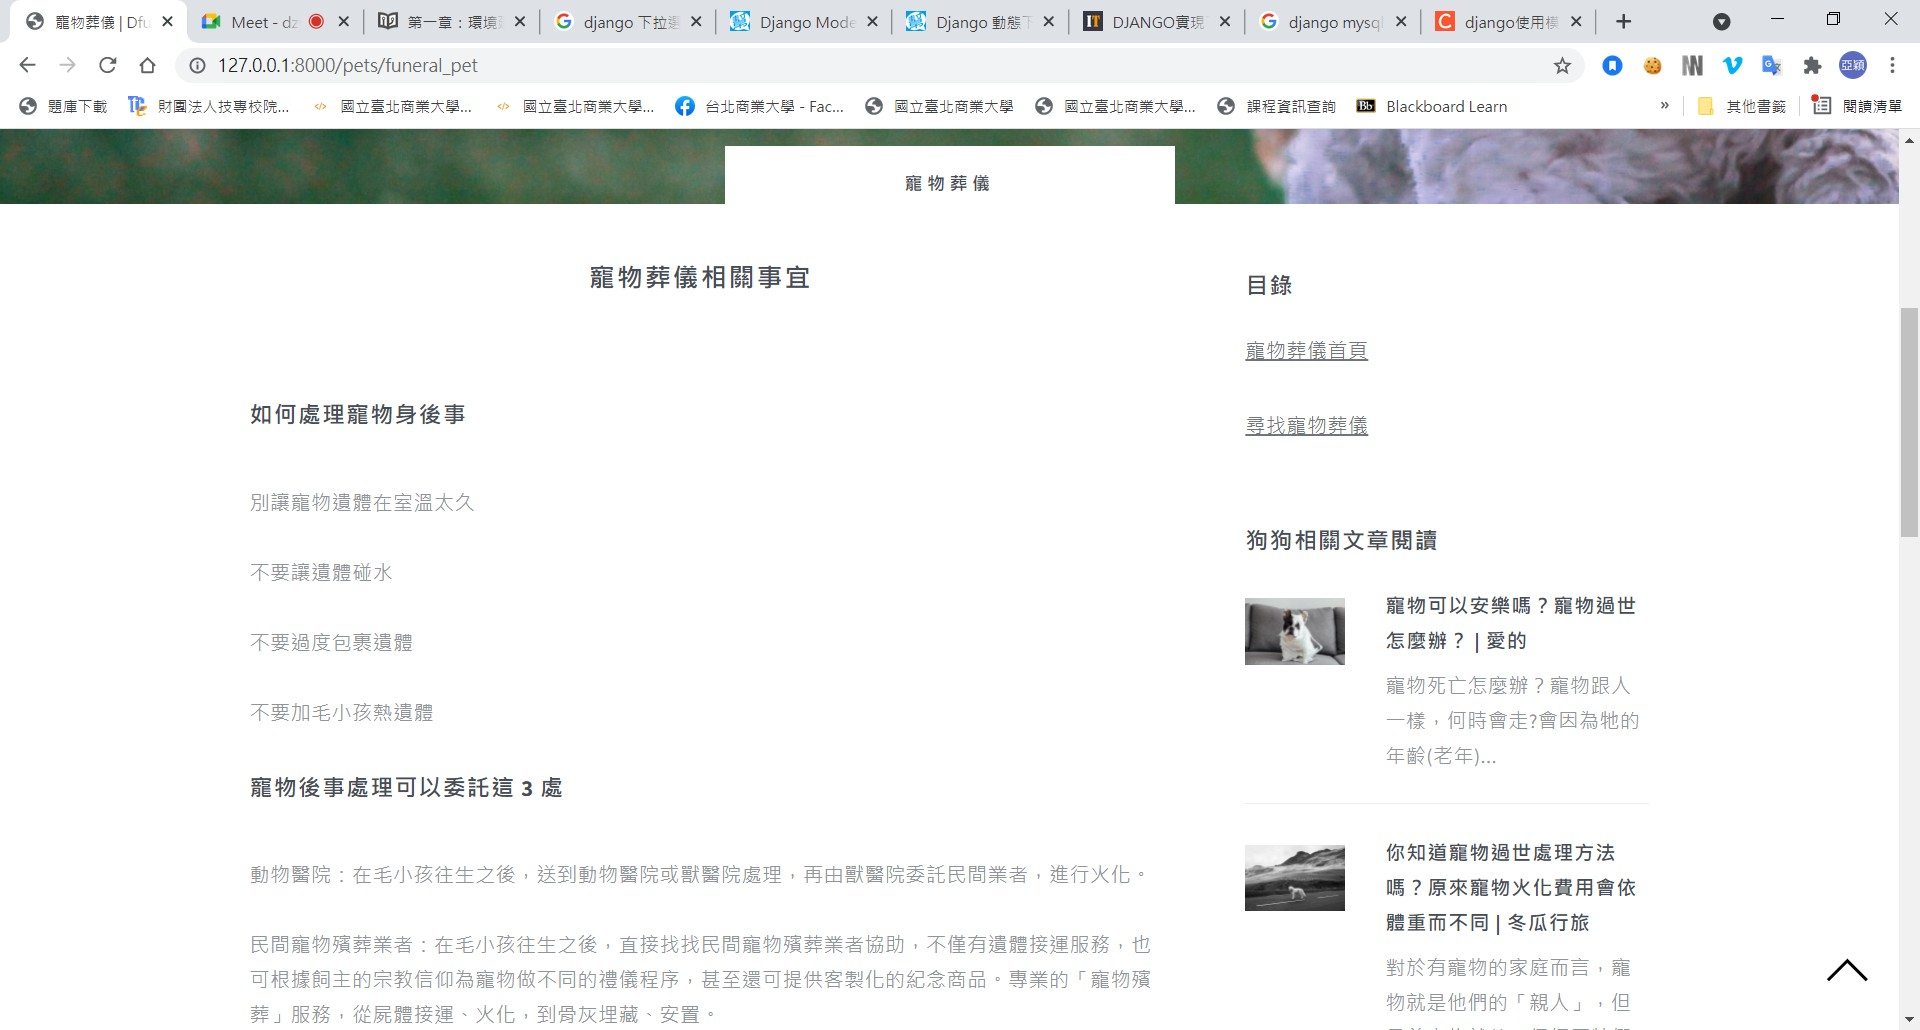 寵物葬儀 | Dfu
Meet - dz
第一章：環境
django 下拉選
Django Mode
Django 動態下
DJANGO實現
django mysql
django使用模
127.0.0.1:8000/pets/funeral_pet
亞穎
題庫下載
財團法人技專校院...
國立臺北商業大學...
國立臺北商業大學...
台北商業大學 - Fac...
國立臺北商業大學
國立臺北商業大學...
課程資訊查詢
Bb
Blackboard Learn
»
其他書籤
閱讀清單
寵物葬儀
寵物葬儀相關事宜
如何處理寵物身後事
別讓寵物遺體在室溫太久
不要讓遺體碰水
不要過度包裹遺體
不要加毛小孩熱遺體
寵物後事處理可以委託這 3 處
動物醫院：在毛小孩往生之後，送到動物醫院或獸醫院處理，再由獸醫院委託民間業者，進行火化。
民間寵物殯葬業者：在毛小孩往生之後，直接找找民間寵物殯葬業者協助，不僅有遺體接運服務，也
可根據飼主的宗教信仰為寵物做不同的禮儀程序，甚至還可提供客製化的紀念商品。專業的「寵物殯
葬」服務，從屍體接運、火化，到骨灰埋藏、安置。
目錄
寵物葬儀首頁
尋找寵物葬儀
狗狗相關文章閱讀
寵物可以安樂嗎？寵物過世
怎麼辦？ | 愛的
寵物死亡怎麼辦？寵物跟人
一樣，何時會走?會因為牠的
年齡(老年)...
你知道寵物過世處理方法
嗎？原來寵物火化費用會依
體重而不同 | 冬瓜行旅
對於有寵物的家庭而言，寵
物就是他們的「親人」，但